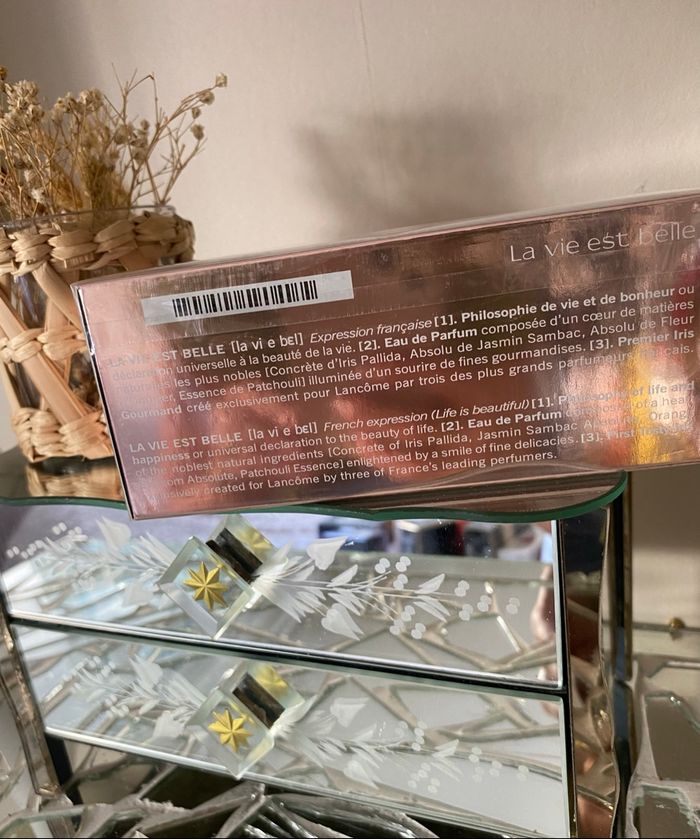 La vie est belle
LA VIE EST BELLE [la vi e bɛl] Expression française [1]. Philosophie de vie et de bonheur ou
déclaration universelle à la beauté de la vie. [2]. Eau de Parfum composée d'un cœur de matières
les plus nobles [Concrète d'Iris Pallida, Absolu de Jasmin Sambac, Absolu de Fleur
Essence de Patchouli] illuminée d'un sourire de fines gourmandises. [3]. Premier Iris
Gourmand créé exclusivement pour Lancôme par trois des plus grands parfumeurs
LA VIE EST BELLE [la vi e bɛl] French expression (Life is beautiful) [1]. Philosophy of life and
happiness or universal declaration to the beauty of life. [2]. Eau de Parfum of a heart
of the noblest natural ingredients [Concrete of Iris Pallida, Jasmin Sambac Absolute, Orange
Absolute, Patchouli Essence] enlightened by a smile of fine delicacies. [3]. First
created for Lancôme by three of France's leading perfumers.